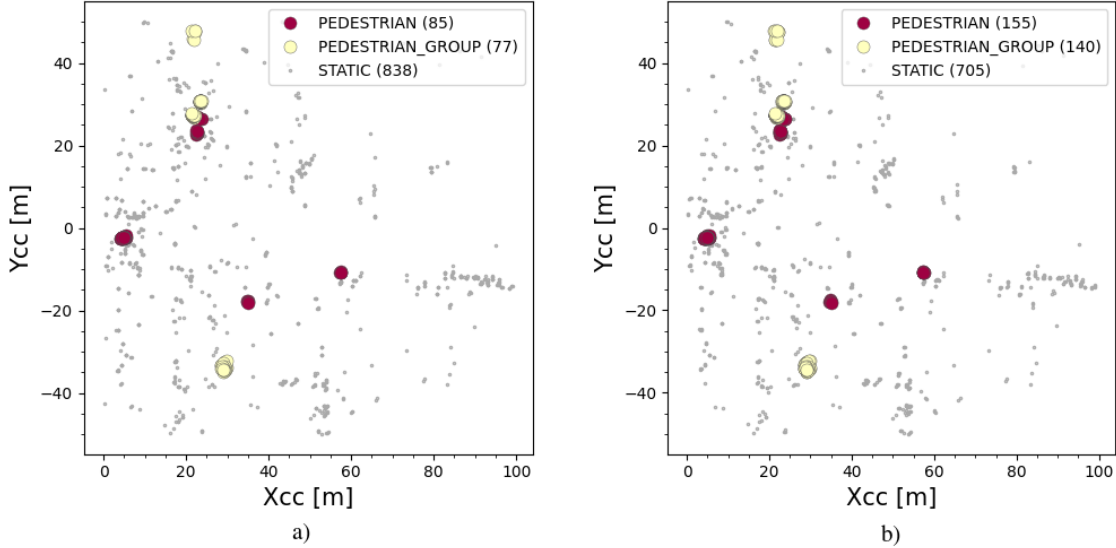 PEDESTRIAN (85)
PEDESTRIAN_GROUP (77)
STATIC (838)
40
20
0
−20
−40
Ycc [m]
0 20 40 60 80 100
Xcc [m]
a)
PEDESTRIAN (155)
PEDESTRIAN_GROUP (140)
STATIC (705)
40
20
0
−20
−40
Ycc [m]
0 20 40 60 80 100
Xcc [m]
b)